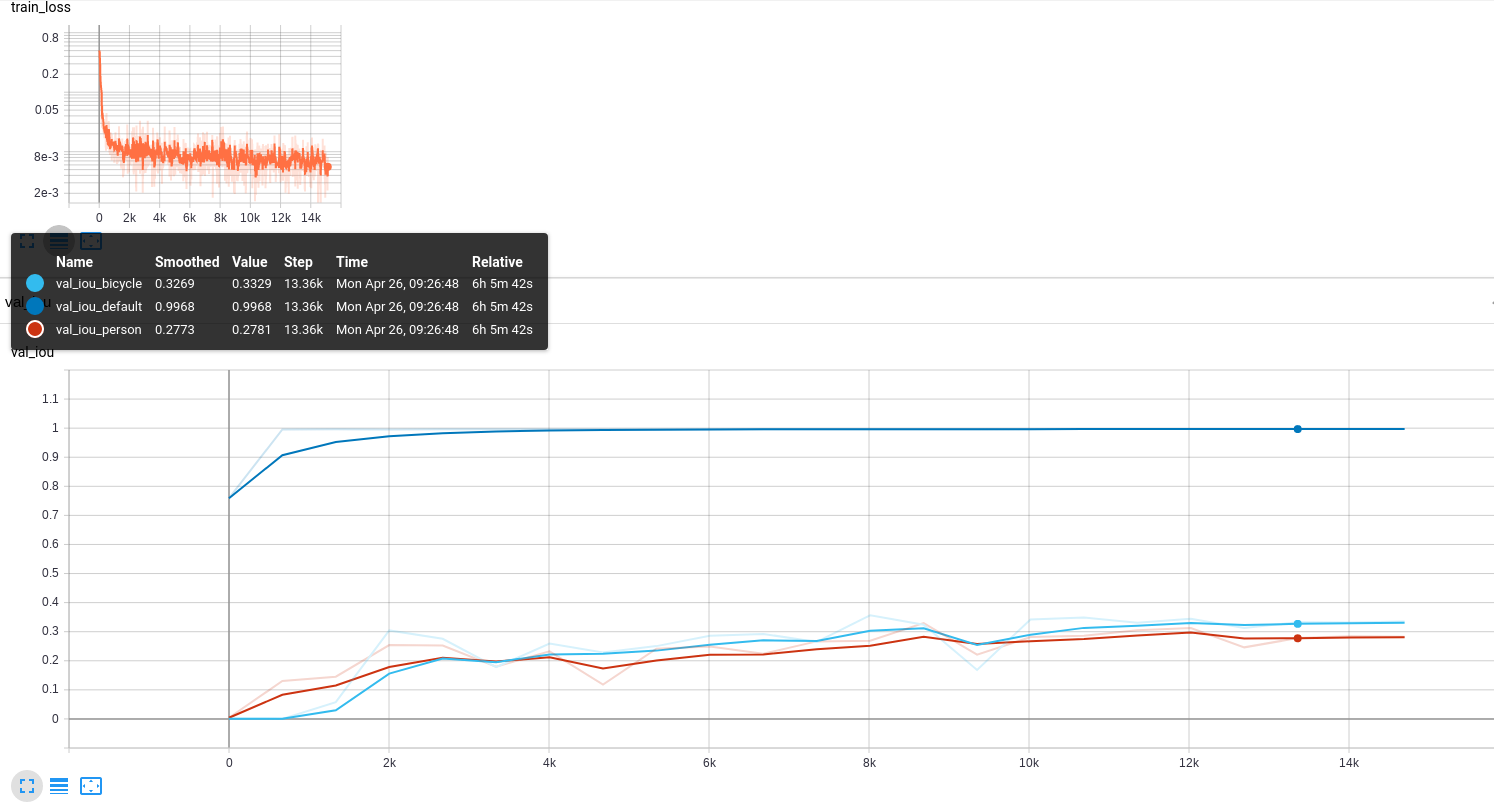 train_loss
0.8
0.2
0.05
8e-3
2e-3
0 2k 4k 6k 8k 10k 12k 14k
Name Smoothed Value Step Time Relative
val_iou_bicycle 0.3269 0.3329 13.36k Mon Apr 26, 09:26:48 6h 5m 42s
val_iou_default 0.9968 0.9968 13.36k Mon Apr 26, 09:26:48 6h 5m 42s
val_iou_person 0.2773 0.2781 13.36k Mon Apr 26, 09:26:48 6h 5m 42s
val_iou
val_iou
1.1
1
0.9
0.8
0.7
0.6
0.5
0.4
0.3
0.2
0.1
0
0 2k 4k 6k 8k 10k 12k 14k